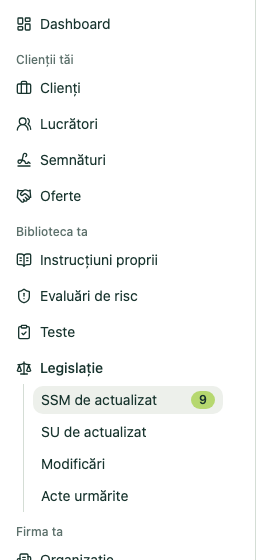 Dashboard
Clienții tăi
Clienți
Lucrători
Semnături
Oferte
Biblioteca ta
Instrucțiuni proprii
Evaluări de risc
Teste
Legislație
SSM de actualizat 9
SU de actualizat
Modificări
Acte urmărite
Firma ta
Organizație